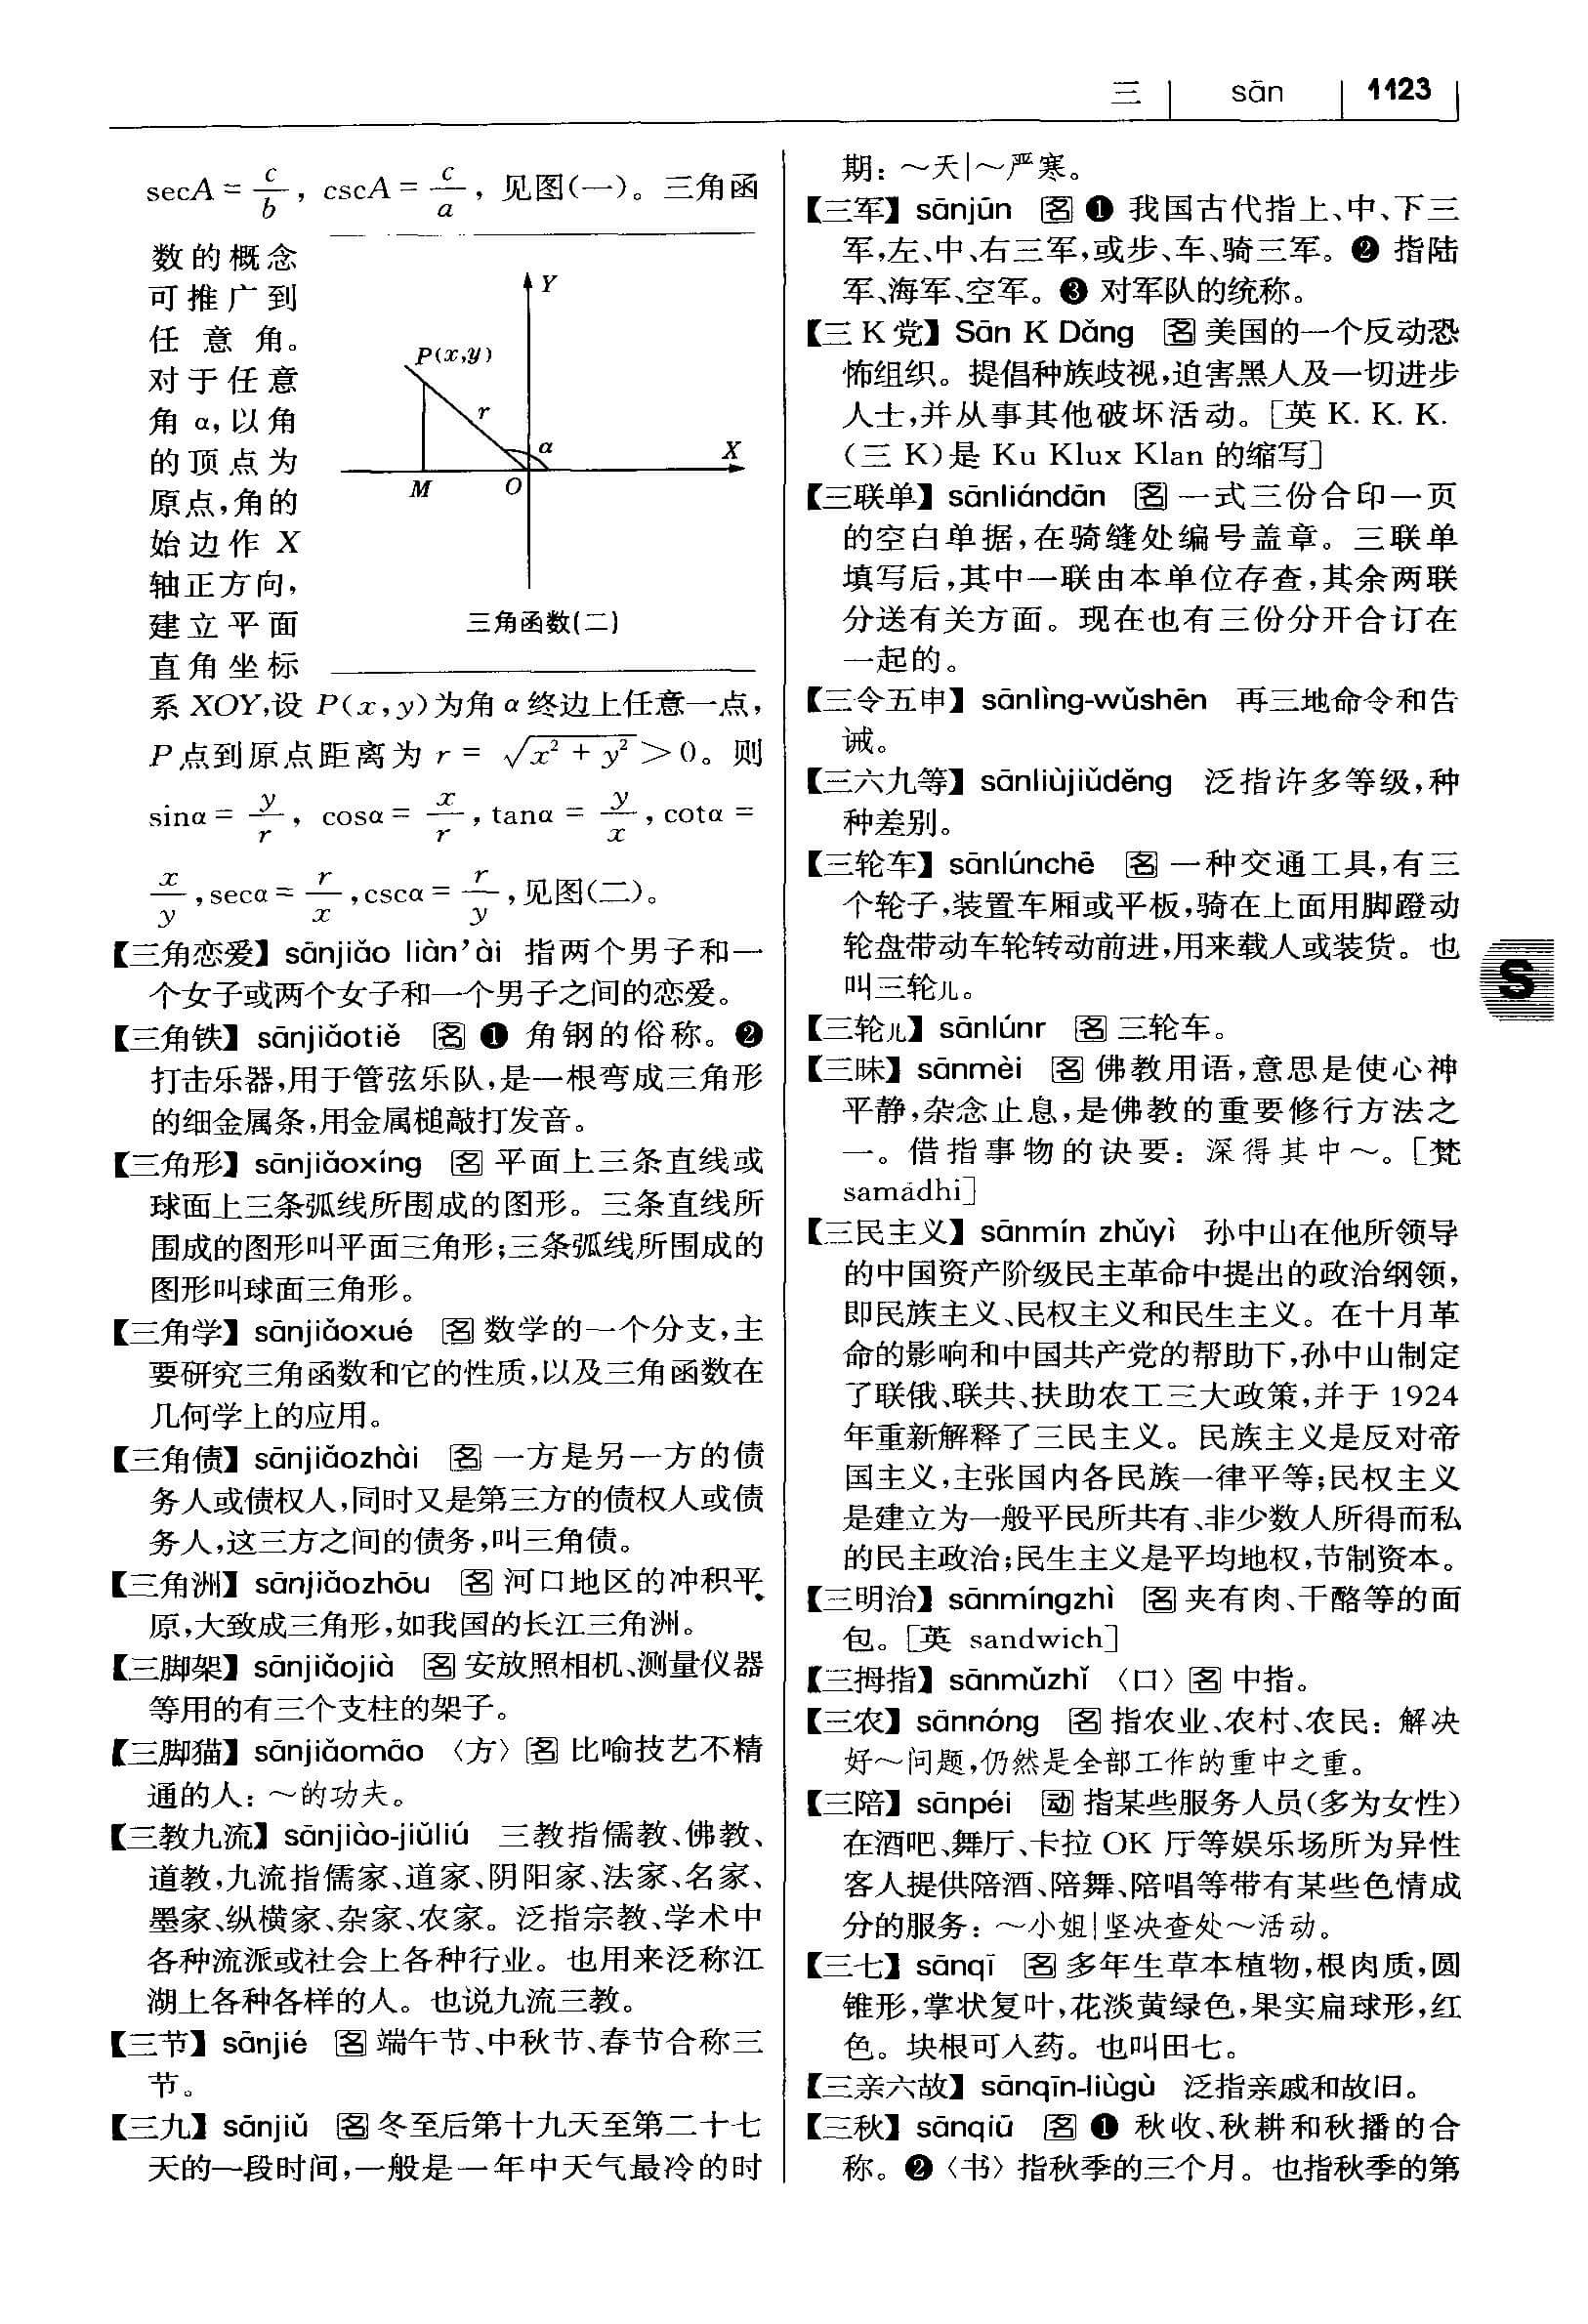 三 sān 1123
secA = c/b, cscA = c/a, 见图(一)。三角函
数的概念
可推广到
任意角。
对于任意
角 α,以角
的顶点为
原点,角的
始边作 X
轴正方向,
建立平面
直角坐标
Y
P(x,y)
r
α
X
M
O
三角函数(二)
系 XOY,设 P(x,y)为角 α 终边上任意一点,
P 点到原点距离为 r = √(x² + y²) > 0。则
sinα = y/r, cosα = x/r, tanα = y/x, cotα =
x/y, secα = r/x, cscα = r/y, 见图(二)。
【三角恋爱】 sānjiǎo liàn'ài 指两个男子和一
个女子或两个女子和一个男子之间的恋爱。
【三角铁】 sānjiǎotiě 名 ❶ 角钢的俗称。❷
打击乐器,用于管弦乐队,是一根弯成三角形
的细金属条,用金属槌敲打发音。
【三角形】 sānjiǎoxíng 名 平面上三条直线或
球面上三条弧线所围成的图形。三条直线所
围成的图形叫平面三角形;三条弧线所围成的
图形叫球面三角形。
【三角学】 sānjiǎoxué 名 数学的一个分支,主
要研究三角函数和它的性质,以及三角函数在
几何学上的应用。
【三角债】 sānjiǎozhài 名 一方是另一方的债
务人或债权人,同时又是第三方的债权人或债
务人,这三方之间的债务,叫三角债。
【三角洲】 sānjiǎozhōu 名 河口地区的冲积平
原,大致成三角形,如我国的长江三角洲。
【三脚架】 sānjiǎojià 名 安放照相机、测量仪器
等用的有三个支柱的架子。
【三脚猫】 sānjiǎomāo 〈方〉名 比喻技艺不精
通的人: ～的功夫。
【三教九流】 sānjiào-jiǔliú 三教指儒教、佛教、
道教,九流指儒家、道家、阴阳家、法家、名家、
墨家、纵横家、杂家、农家。泛指宗教、学术中
各种流派或社会上各种行业。也用来泛称江
湖上各种各样的人。也说九流三教。
【三节】 sānjié 名 端午节、中秋节、春节合称三
节。
【三九】 sānjiǔ 名 冬至后第十九天至第二十七
天的一段时间,一般是一年中天气最冷的时
期: ～天|～严寒。
【三军】 sānjūn 名 ❶ 我国古代指上、中、下三
军,左、中、右三军,或步、车、骑三军。❷ 指陆
军、海军、空军。❸ 对军队的统称。
【三 K 党】 Sān K Dǎng 名 美国的一个反动恐
怖组织。提倡种族歧视,迫害黑人及一切进步
人士,并从事其他破坏活动。[英 K. K. K.
(三 K)是 Ku Klux Klan 的缩写]
【三联单】 sānliándān 名 一式三份合印一页
的空白单据,在骑缝处编号盖章。三联单
填写后,其中一联由本单位存查,其余两联
分送有关方面。现在也有三份分开合订在
一起的。
【三令五申】 sānlìng-wǔshēn 再三地命令和告
诫。
【三六九等】 sānliùjiǔděng 泛指许多等级,种
种差别。
【三轮车】 sānlúnchē 名 一种交通工具,有三
个轮子,装置车厢或平板,骑在上面用脚蹬动
轮盘带动车轮转动前进,用来载人或装货。也
叫三轮儿。
【三轮儿】 sānlúnr 名 三轮车。
【三昧】 sānmèi 名 佛教用语,意思是使心神
平静,杂念止息,是佛教的重要修行方法之
一。借指事物的诀要: 深得其中～。[梵
samādhi]
【三民主义】 sānmín zhǔyì 孙中山在他所领导
的中国资产阶级民主革命中提出的政治纲领,
即民族主义、民权主义和民生主义。在十月革
命的影响和中国共产党的帮助下,孙中山制定
了联俄、联共、扶助农工三大政策,并于 1924
年重新解释了三民主义。民族主义是反对帝
国主义,主张国内各民族一律平等;民权主义
是建立为一般平民所共有、非少数人所得而私
的民主政治;民生主义是平均地权,节制资本。
【三明治】 sānmíngzhì 名 夹有肉、干酪等的面
包。[英 sandwich]
【三拇指】 sānmǔzhǐ 〈口〉名 中指。
【三农】 sānnóng 名 指农业、农村、农民: 解决
好～问题,仍然是全部工作的重中之重。
【三陪】 sānpéi 动 指某些服务人员(多为女性)
在酒吧、舞厅、卡拉 OK 厅等娱乐场所为异性
客人提供陪酒、陪舞、陪唱等带有某些色情成
分的服务: ～小姐|坚决查处～活动。
【三七】 sānqī 名 多年生草本植物,根肉质,圆
锥形,掌状复叶,花淡黄绿色,果实扁球形,红
色。块根可入药。也叫田七。
【三亲六故】 sānqīn-liùgù 泛指亲戚和故旧。
【三秋】 sānqiū 名 ❶ 秋收、秋耕和秋播的合
称。❷〈书〉指秋季的三个月。也指秋季的第
S